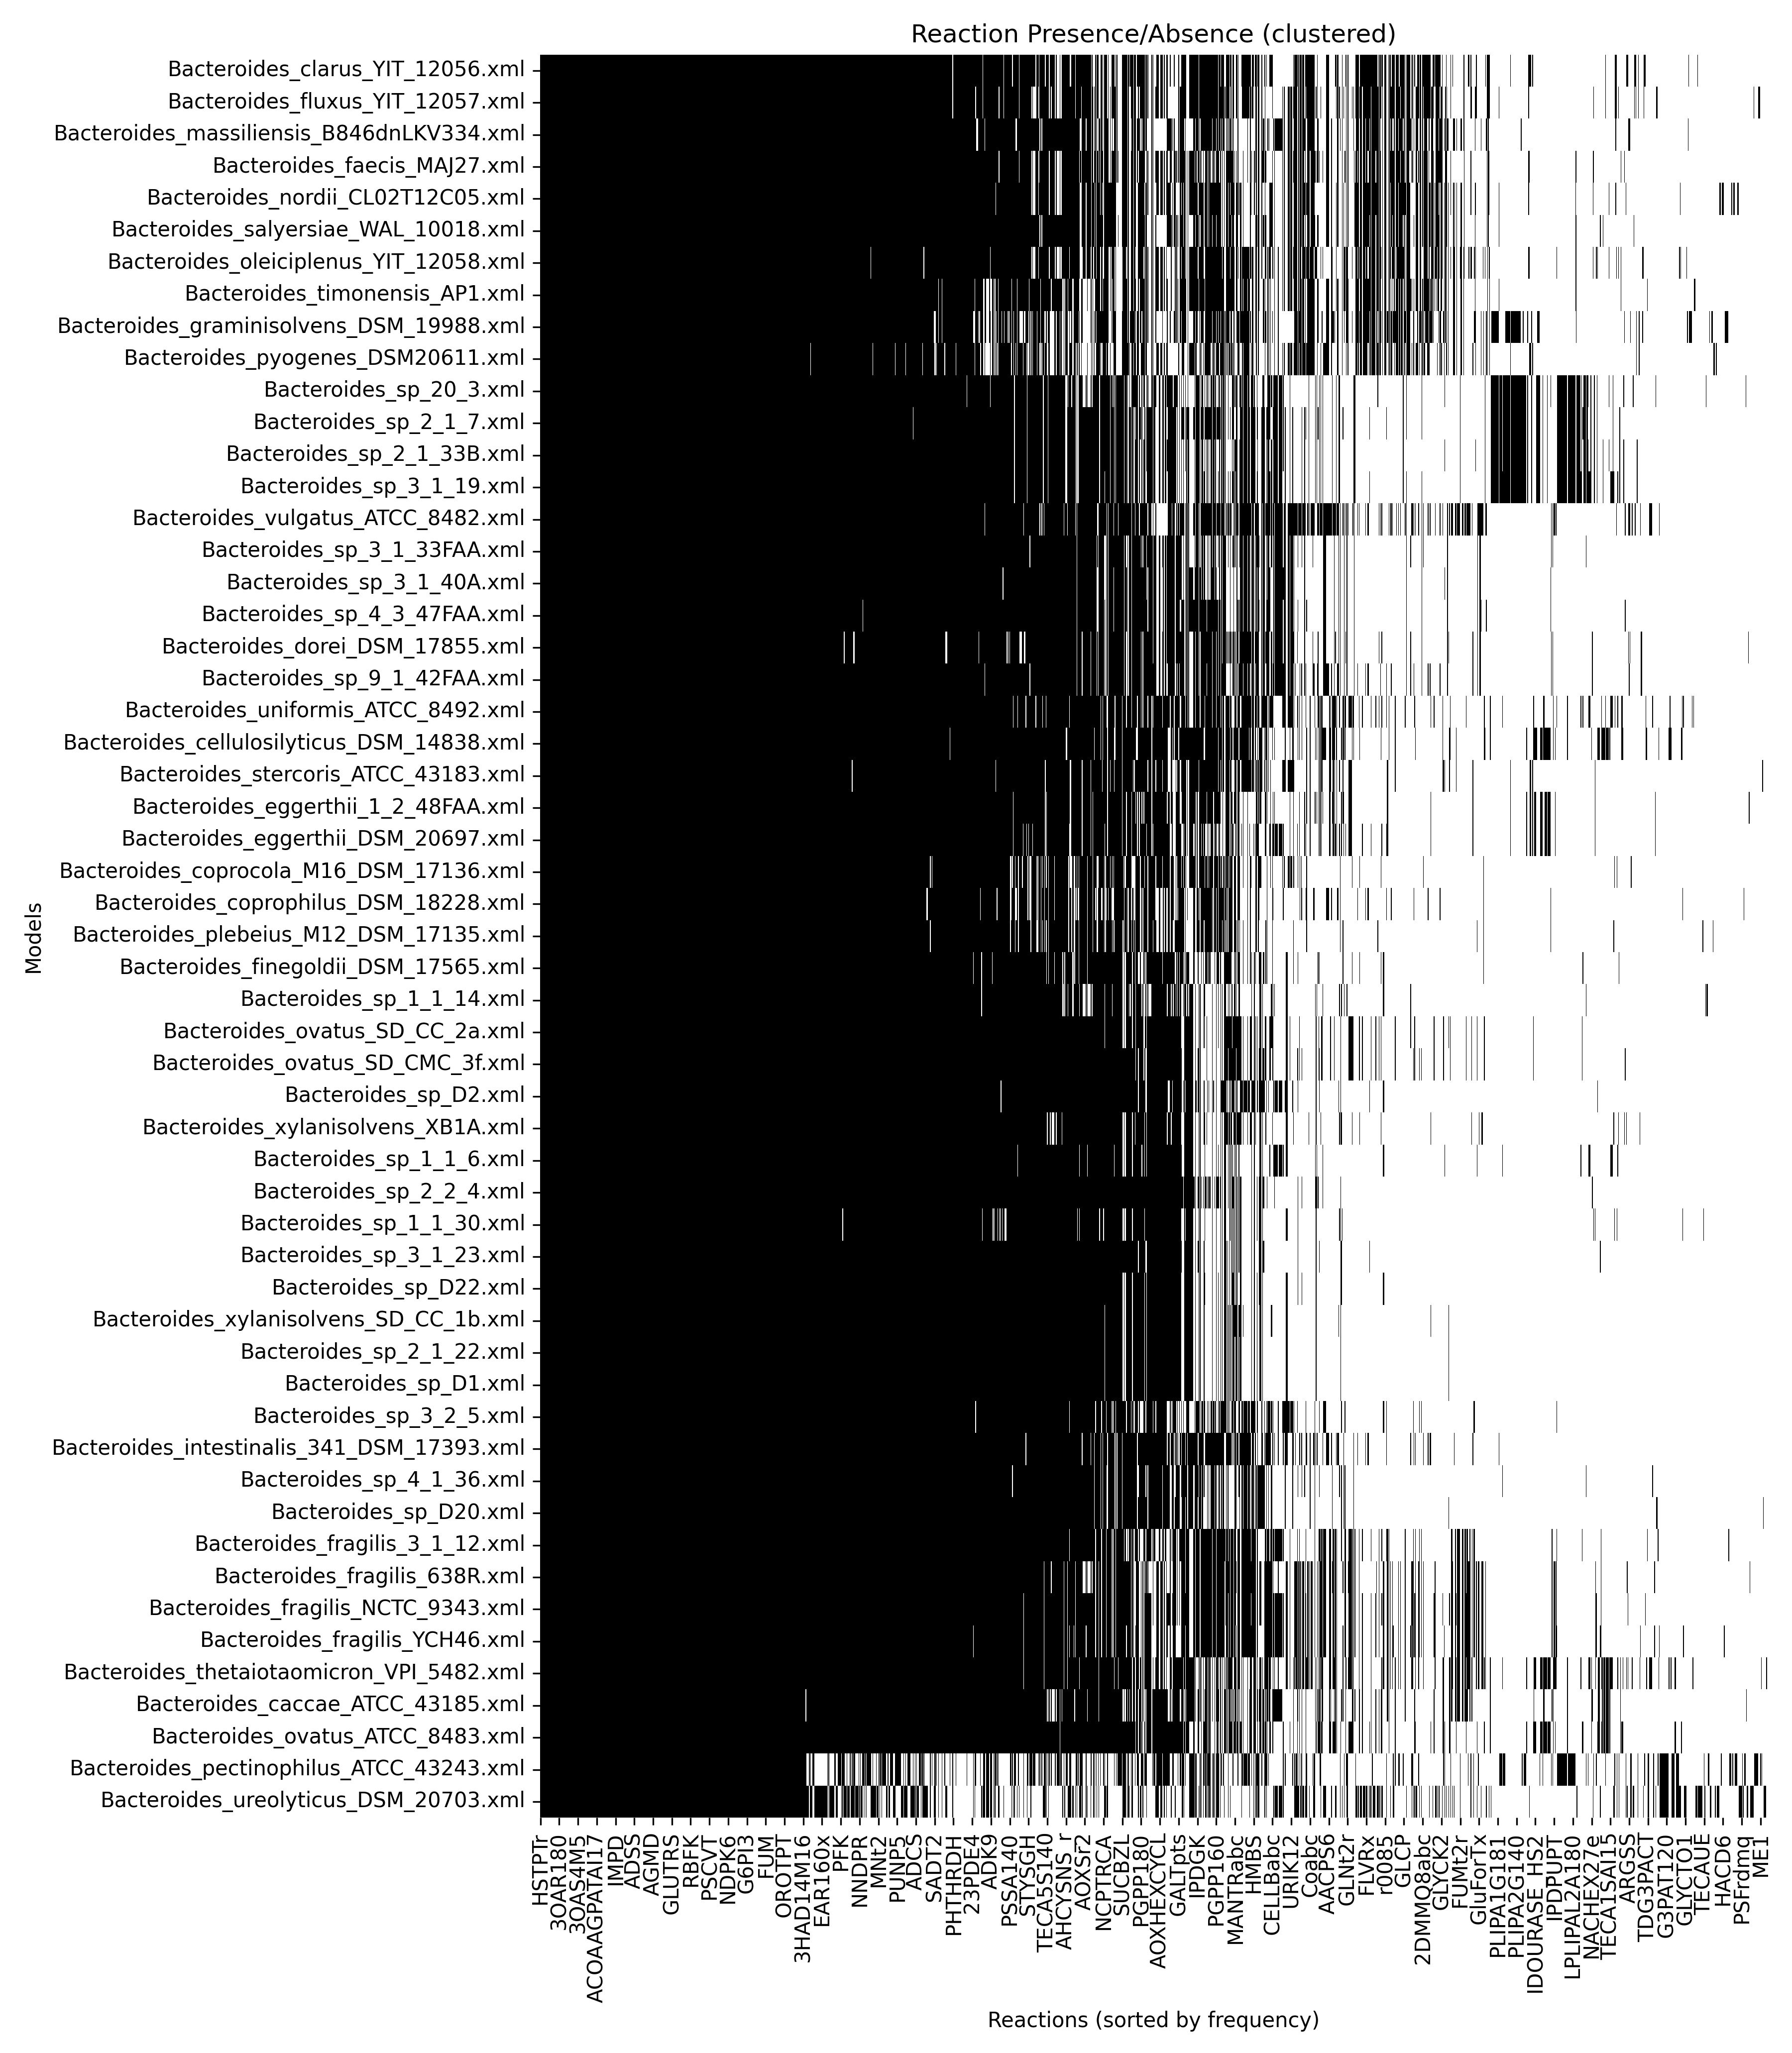 Reaction Presence/Absence (clustered)
Bacteroides_clarus_YIT_12056.xml
Bacteroides_fluxus_YIT_12057.xml
Bacteroides_massiliensis_B846dnLKV334.xml
Bacteroides_faecis_MAJ27.xml
Bacteroides_nordii_CL02T12C05.xml
Bacteroides_salyersiae_WAL_10018.xml
Bacteroides_oleiciplenus_YIT_12058.xml
Bacteroides_timonensis_AP1.xml
Bacteroides_graminisolvens_DSM_19988.xml
Bacteroides_pyogenes_DSM20611.xml
Bacteroides_sp_20_3.xml
Bacteroides_sp_2_1_7.xml
Bacteroides_sp_2_1_33B.xml
Bacteroides_sp_3_1_19.xml
Bacteroides_vulgatus_ATCC_8482.xml
Bacteroides_sp_3_1_33FAA.xml
Bacteroides_sp_3_1_40A.xml
Bacteroides_sp_4_3_47FAA.xml
Bacteroides_dorei_DSM_17855.xml
Bacteroides_sp_9_1_42FAA.xml
Bacteroides_uniformis_ATCC_8492.xml
Bacteroides_cellulosilyticus_DSM_14838.xml
Bacteroides_stercoris_ATCC_43183.xml
Bacteroides_eggerthii_1_2_48FAA.xml
Bacteroides_eggerthii_DSM_20697.xml
Bacteroides_coprocola_M16_DSM_17136.xml
Bacteroides_coprophilus_DSM_18228.xml
Bacteroides_plebeius_M12_DSM_17135.xml
Bacteroides_finegoldii_DSM_17565.xml
Bacteroides_sp_1_1_14.xml
Bacteroides_ovatus_SD_CC_2a.xml
Bacteroides_ovatus_SD_CMC_3f.xml
Bacteroides_sp_D2.xml
Bacteroides_xylanisolvens_XB1A.xml
Bacteroides_sp_1_1_6.xml
Bacteroides_sp_2_2_4.xml
Bacteroides_sp_1_1_30.xml
Bacteroides_sp_3_1_23.xml
Bacteroides_sp_D22.xml
Bacteroides_xylanisolvens_SD_CC_1b.xml
Bacteroides_sp_2_1_22.xml
Bacteroides_sp_D1.xml
Bacteroides_sp_3_2_5.xml
Bacteroides_intestinalis_341_DSM_17393.xml
Bacteroides_sp_4_1_36.xml
Bacteroides_sp_D20.xml
Bacteroides_fragilis_3_1_12.xml
Bacteroides_fragilis_638R.xml
Bacteroides_fragilis_NCTC_9343.xml
Bacteroides_fragilis_YCH46.xml
Bacteroides_thetaiotaomicron_VPI_5482.xml
Bacteroides_caccae_ATCC_43185.xml
Bacteroides_ovatus_ATCC_8483.xml
Bacteroides_pectinophilus_ATCC_43243.xml
Bacteroides_ureolyticus_DSM_20703.xml
Models
HSTPTr
3OAR180
3OAS4M5
ACOAAGPATAI17
IMPD
ADSS
AGMD
GLUTRS
RBFK
PSCVT
NDPK6
G6PI3
FUM
OROTPT
3HAD14M16
EAR160x
PFK
NNDPR
MNt2
PUNP5
ADCS
SADT2
PHTHRDH
23PDE4
ADK9
PSSA140
STYSGH
TECA5S140
AHCYSNS_r
AOXSr2
NCPTRCA
SUCBZL
PGPP180
AOXHEXCYCL
GALTpts
IPDGK
PGPP160
MANTRabc
HMBS
CELLBabc
URIK12
Coabc
AACPS6
GLNt2r
FLVRx
r0085
GLCP
2DMMQ8abc
GLYCK2
FUMt2r
GluForTx
PLIPA1G181
PLIPA2G140
IDOURASE_HS2
IPDPUPT
LPLIPAL2A180
NACHEX27e
TECA1SAI15
ARGSS
TDG3PACT
G3PAT120
GLYCTO1
TECAUE
HACD6
PSFrdmq
ME1
Reactions (sorted by frequency)